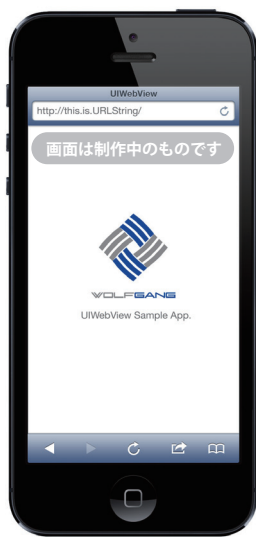 UIWebView
http://this.is.URLString/
画面は制作中のものです
WOLFGANG
UIWebView Sample App.